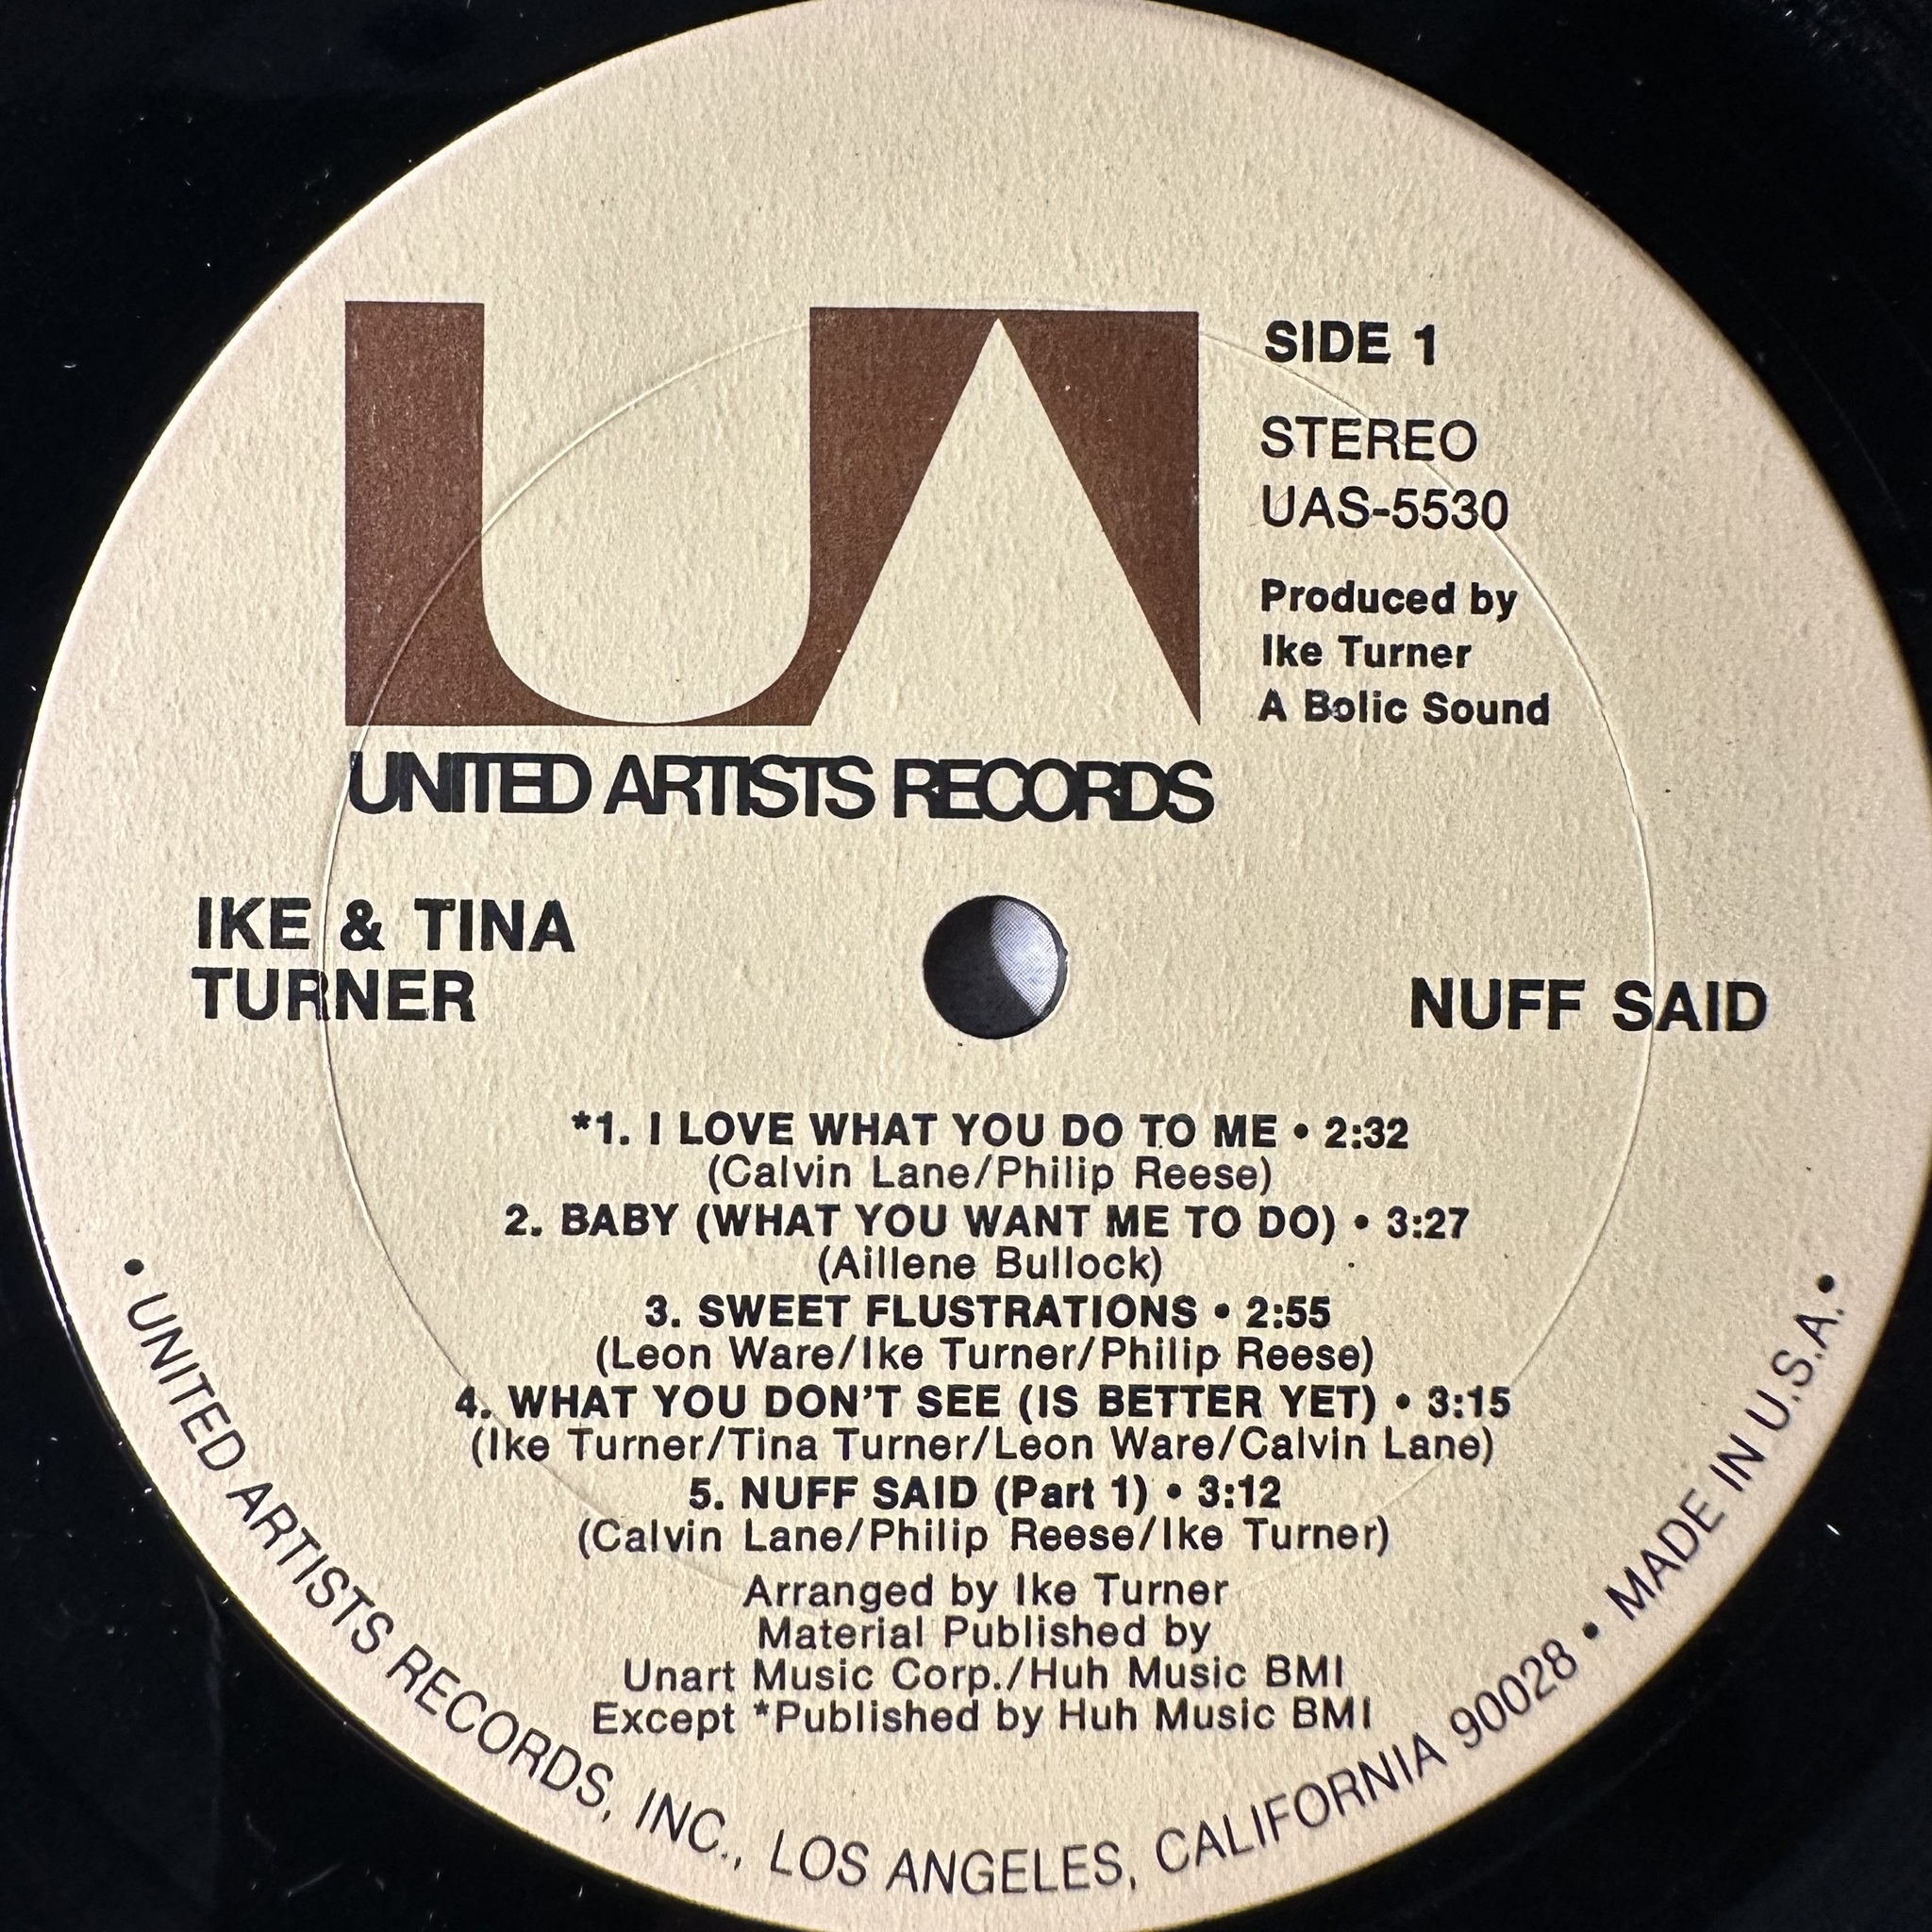 UA
SIDE 1
STEREO
UAS-5530
Produced by
Ike Turner
A Bolic Sound
UNITED ARTISTS RECORDS
IKE & TINA
TURNER
NUFF SAID
*1. I LOVE WHAT YOU DO TO ME • 2:32
(Calvin Lane/Philip Reese)
2. BABY (WHAT YOU WANT ME TO DO) • 3:27
(Aillene Bullock)
3. SWEET FLUSTRATIONS • 2:55
(Leon Ware/Ike Turner/Philip Reese)
4. WHAT YOU DON'T SEE (IS BETTER YET) • 3:15
(Ike Turner/Tina Turner/Leon Ware/Calvin Lane)
5. NUFF SAID (Part 1) • 3:12
(Calvin Lane/Philip Reese/Ike Turner)
Arranged by Ike Turner
Material Published by
Unart Music Corp./Huh Music BMI
Except *Published by Huh Music BMI
• UNITED ARTISTS RECORDS, INC., LOS ANGELES, CALIFORNIA 90028 • MADE IN U.S.A. •